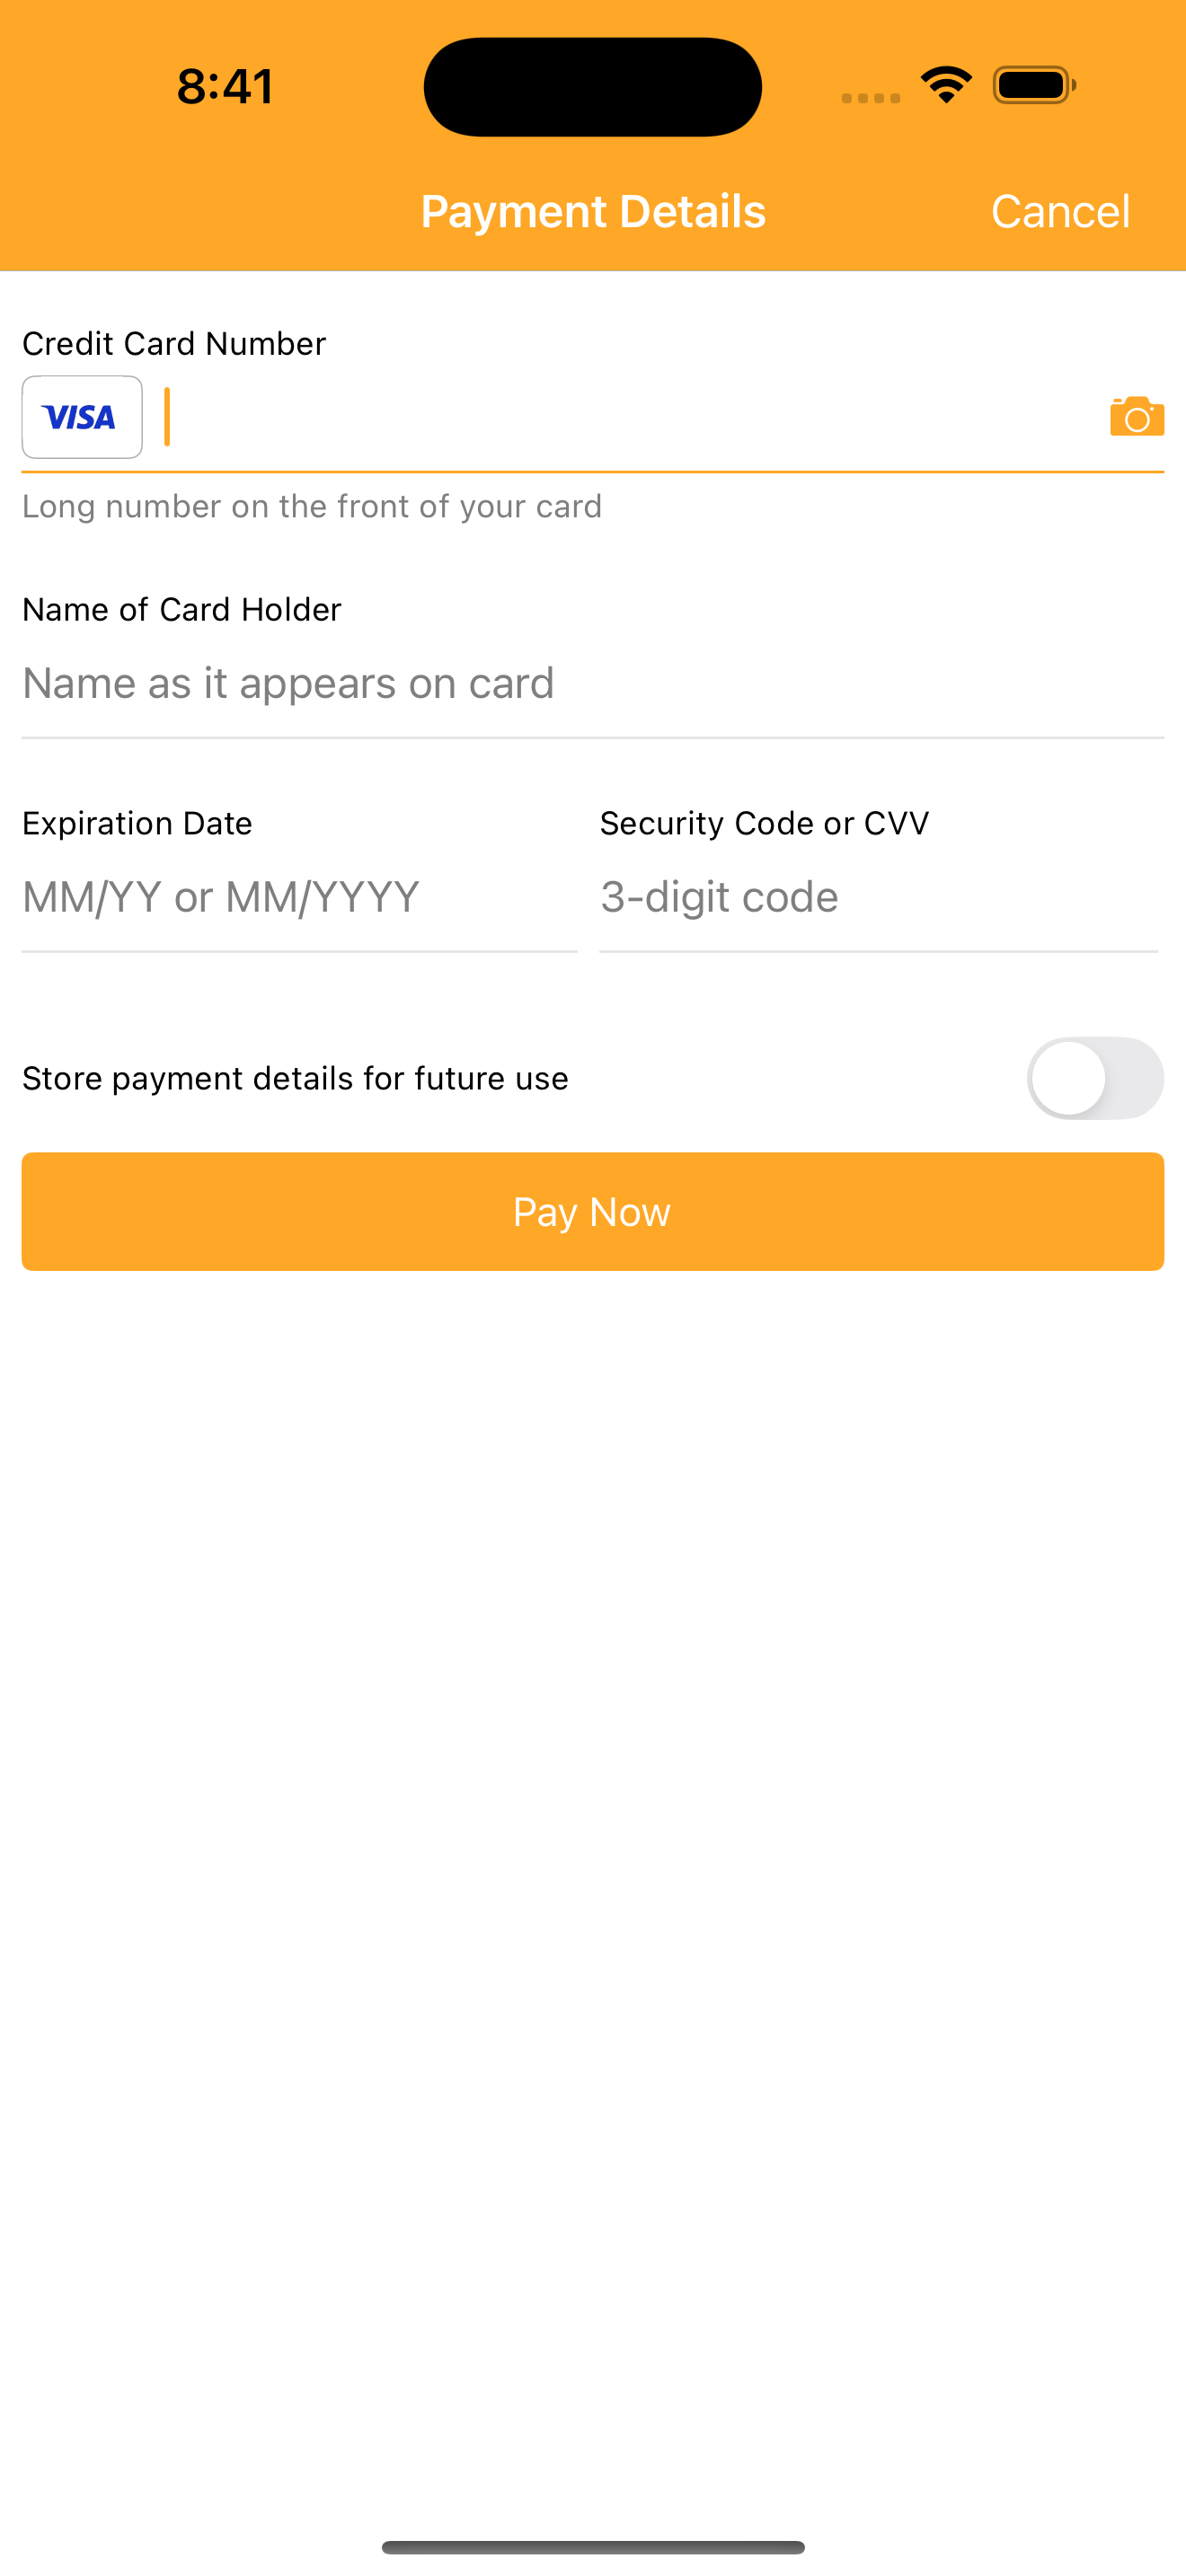 8:41
Payment Details
Cancel
Credit Card Number
VISA
Long number on the front of your card
Name of Card Holder
Name as it appears on card
Expiration Date
Security Code or CVV
MM/YY or MM/YYYY
3-digit code
Store payment details for future use
Pay Now